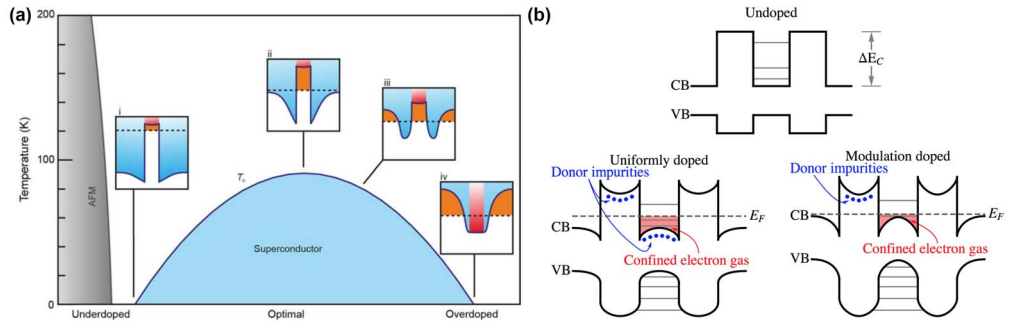 (a)
200
100
0
Temperature (K)
AFM
i
ii
iii
iv
Tc
Superconductor
Underdoped
Optimal
Overdoped
(b)
Undoped
CB
VB
ΔEC
Uniformly doped
Donor impurities
EF
CB
Confined electron gas
VB
Modulation doped
Donor impurities
EF
CB
Confined electron gas
VB